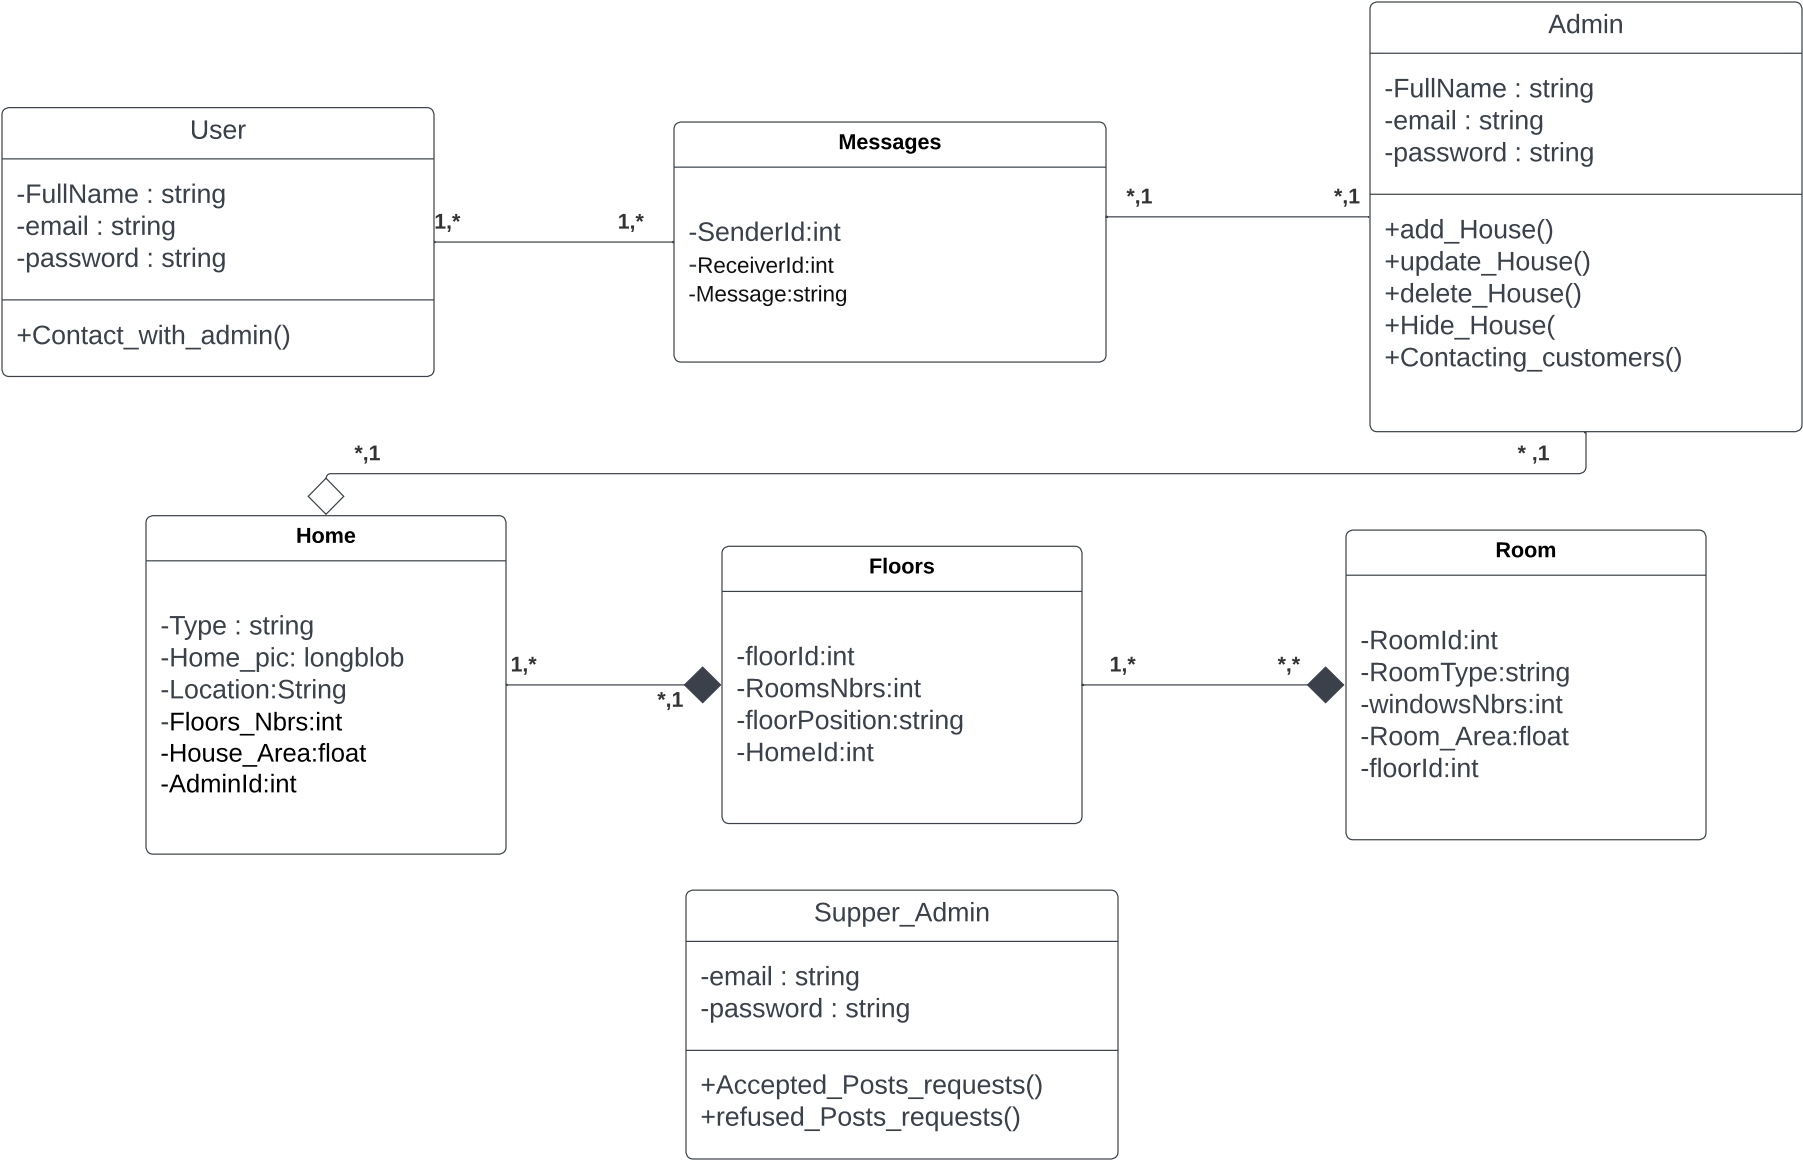 User
-FullName : string
-email : string
-password : string
+Contact_with_admin()
1,*
1,*
Messages
-SenderId:int
-ReceiverId:int
-Message:string
*,1
*,1
Admin
-FullName : string
-email : string
-password : string
+add_House()
+update_House()
+delete_House()
+Hide_House(
+Contacting_customers()
*,1
* ,1
Home
-Type : string
-Home_pic: longblob
-Location:String
-Floors_Nbrs:int
-House_Area:float
-AdminId:int
1,*
*,1
Floors
-floorId:int
-RoomsNbrs:int
-floorPosition:string
-HomeId:int
1,*
*,*
Room
-RoomId:int
-RoomType:string
-windowsNbrs:int
-Room_Area:float
-floorId:int
Supper_Admin
-email : string
-password : string
+Accepted_Posts_requests()
+refused_Posts_requests()